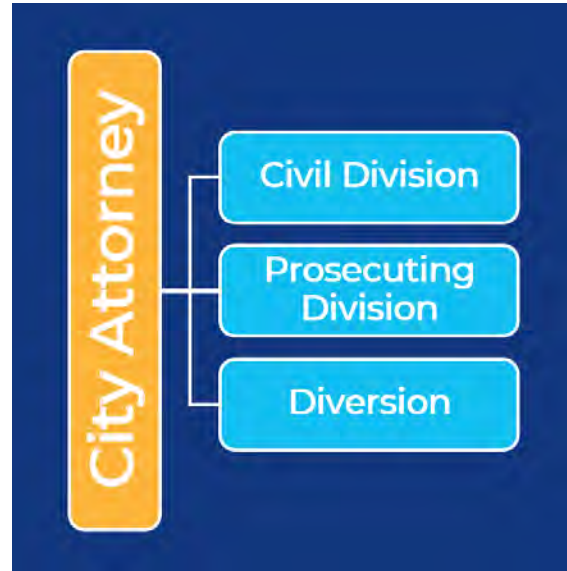 City Attorney
Civil Division
Prosecuting
Division
Diversion